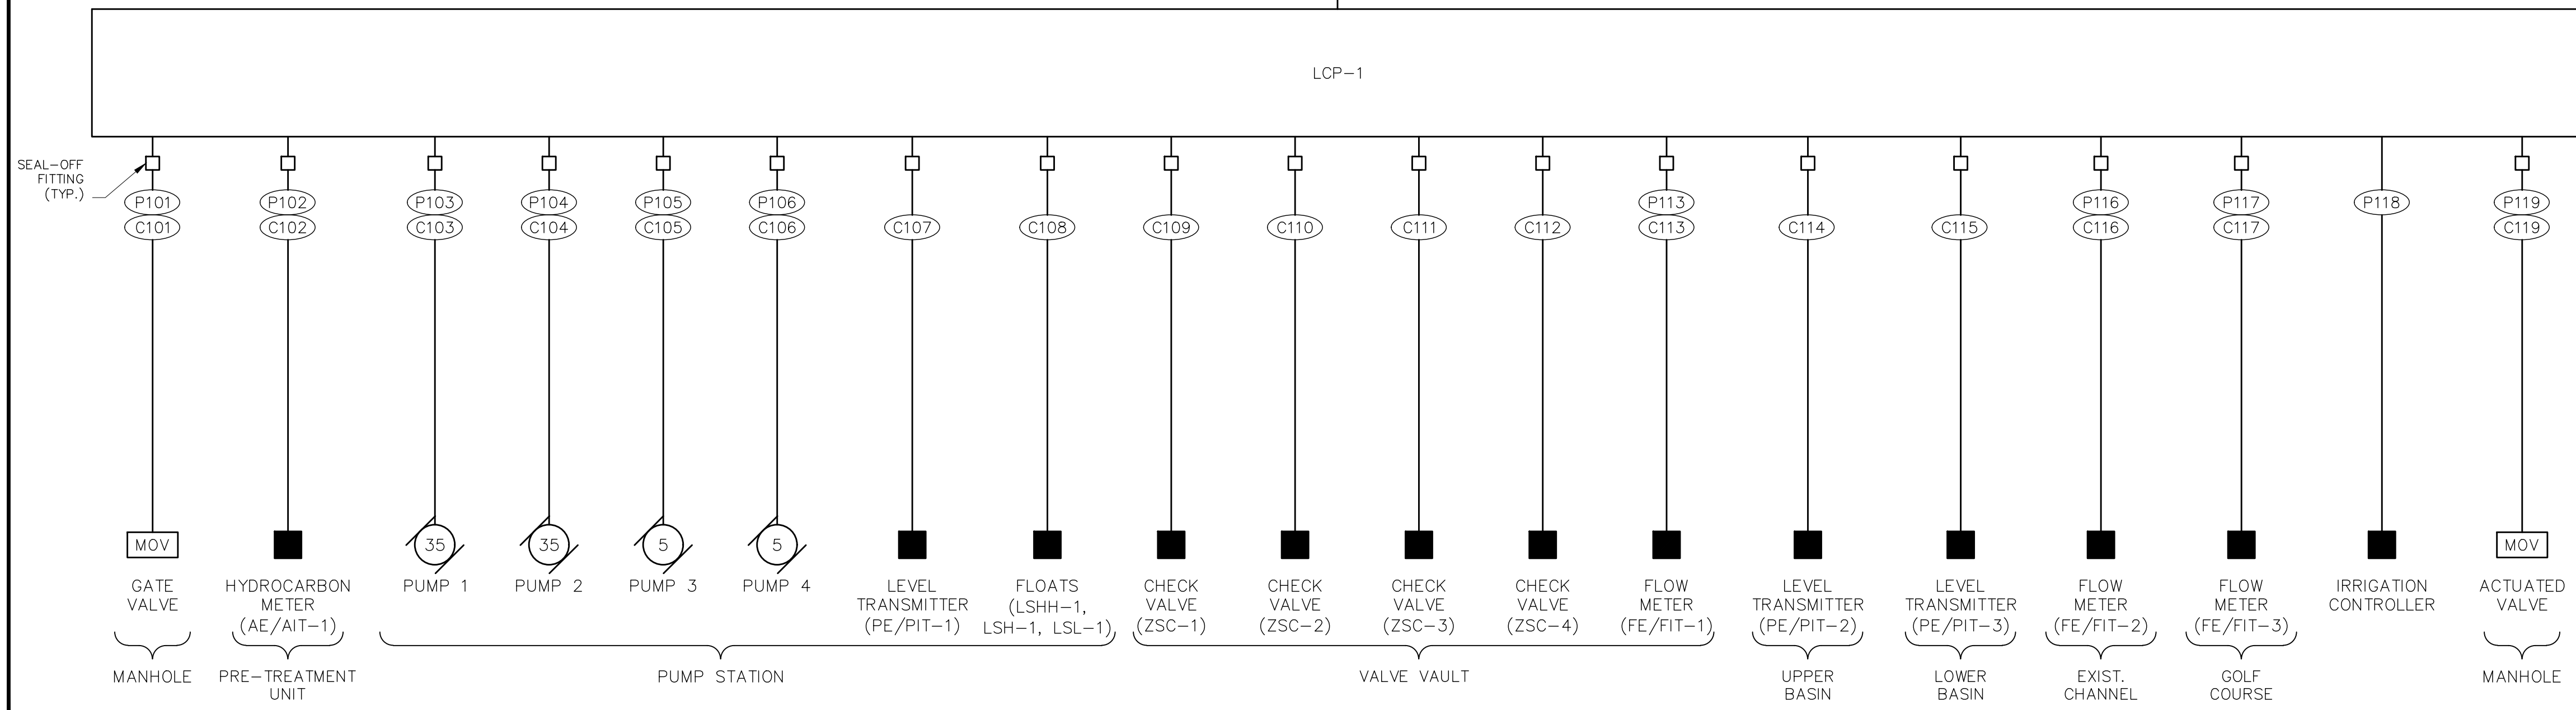 LCP-1
SEAL-OFF
FITTING
(TYP.)
P101 P102 P103 P104 P105 P106 P113 P116 P117 P118 P119
C101 C102 C103 C104 C105 C106 C107 C108 C109 C110 C111 C112 C113 C114 C115 C116 C117 C119
MOV
35
35
5
5
MOV
GATE
VALVE
HYDROCARBON
METER
(AE/AIT-1)
PUMP 1
PUMP 2
PUMP 3
PUMP 4
LEVEL
TRANSMITTER
(PE/PIT-1)
FLOATS
(LSHH-1,
LSH-1, LSL-1)
CHECK
VALVE
(ZSC-1)
CHECK
VALVE
(ZSC-2)
CHECK
VALVE
(ZSC-3)
CHECK
VALVE
(ZSC-4)
FLOW
METER
(FE/FIT-1)
LEVEL
TRANSMITTER
(PE/PIT-2)
LEVEL
TRANSMITTER
(PE/PIT-3)
FLOW
METER
(FE/FIT-2)
FLOW
METER
(FE/FIT-3)
IRRIGATION
CONTROLLER
ACTUATED
VALVE
MANHOLE
PRE-TREATMENT
UNIT
PUMP STATION
VALVE VAULT
UPPER
BASIN
LOWER
BASIN
EXIST.
CHANNEL
GOLF
COURSE
MANHOLE